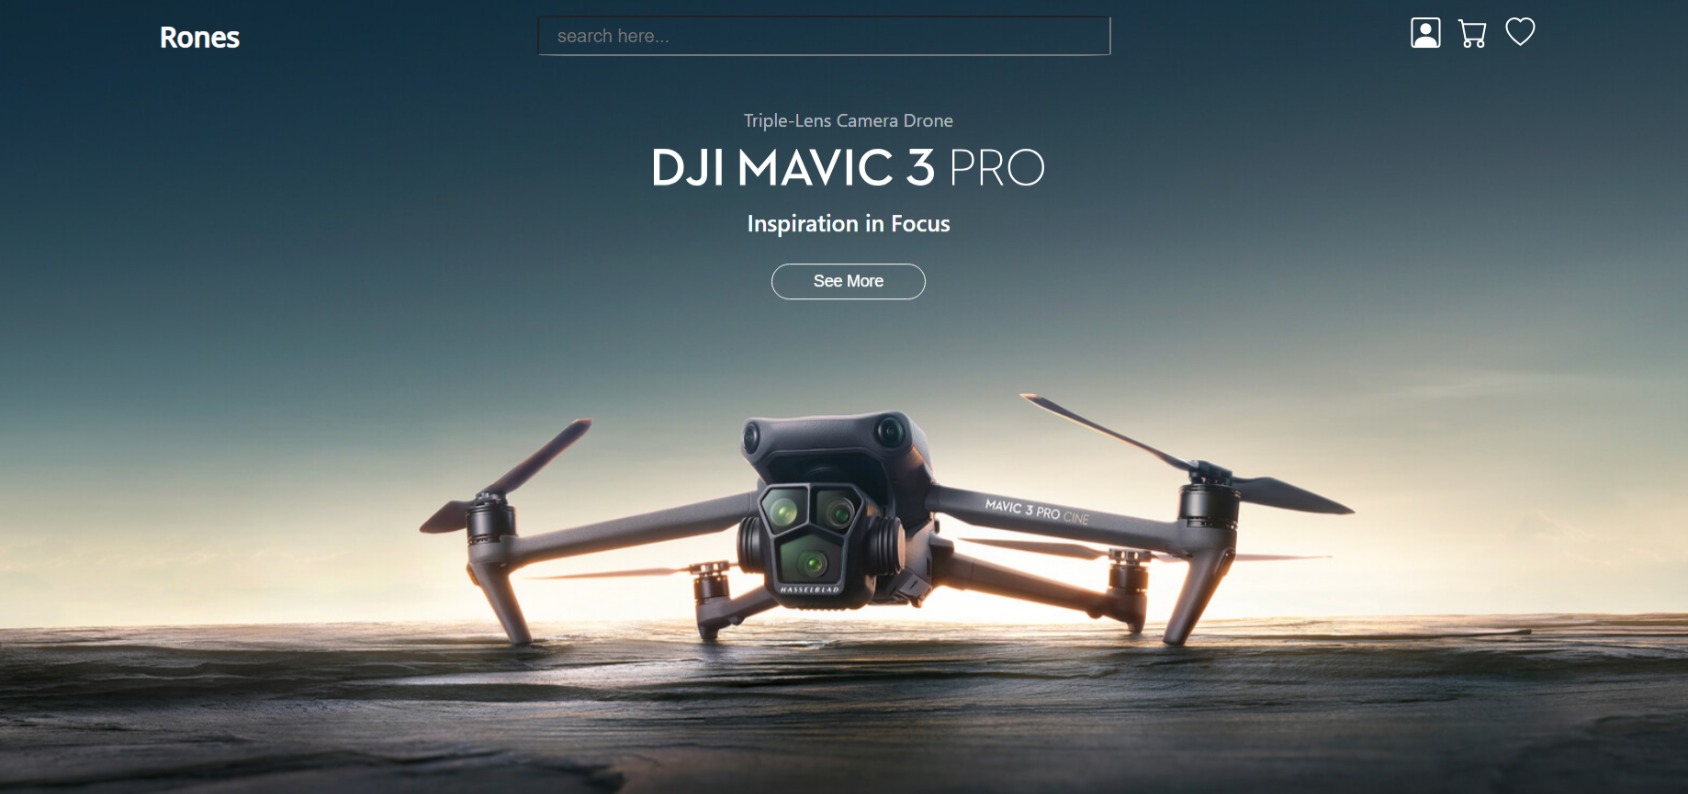 Rones
search here...
Triple-Lens Camera Drone
DJI MAVIC 3 PRO
Inspiration in Focus
See More
MAVIC 3 PRO CINE
HASSELBLAD